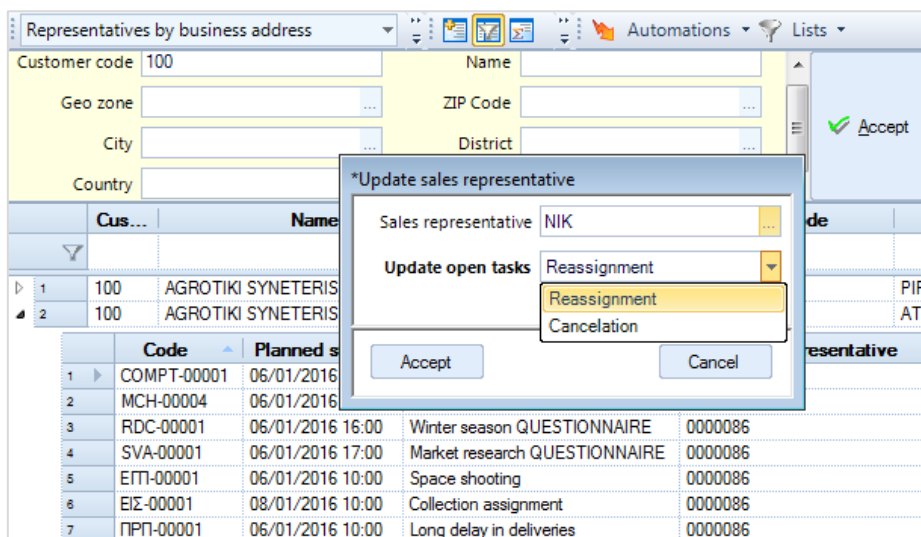 Representatives by business address Automations Lists
Customer code 100 Name
Geo zone ... ZIP Code ...
City ... District ...
Accept
Country
*Update sales representative
Sales representative NIK ...
Update open tasks Reassignment
Reassignment
Cancelation
Accept Cancel
Cus... Name
1 100 AGROTIKI SYNETERIS
2 100 AGROTIKI SYNETERIS
Code Planned s
1 COMPT-00001 06/01/2016
2 MCH-00004 06/01/2016
3 RDC-00001 06/01/2016 16:00 Winter season QUESTIONNAIRE 0000086
4 SVA-00001 06/01/2016 17:00 Market research QUESTIONNAIRE 0000086
5 ΕΠΠ-00001 06/01/2016 10:00 Space shooting 0000086
6 ΕΙΣ-00001 08/01/2016 10:00 Collection assignment 0000086
7 ΠΡΠ-00001 06/01/2016 10:00 Long delay in deliveries 0000086